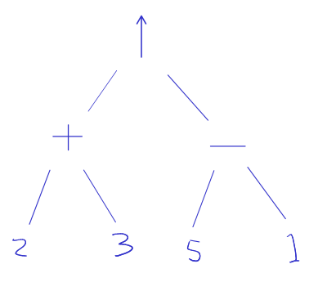 ↑
+ —
2 3 5 1